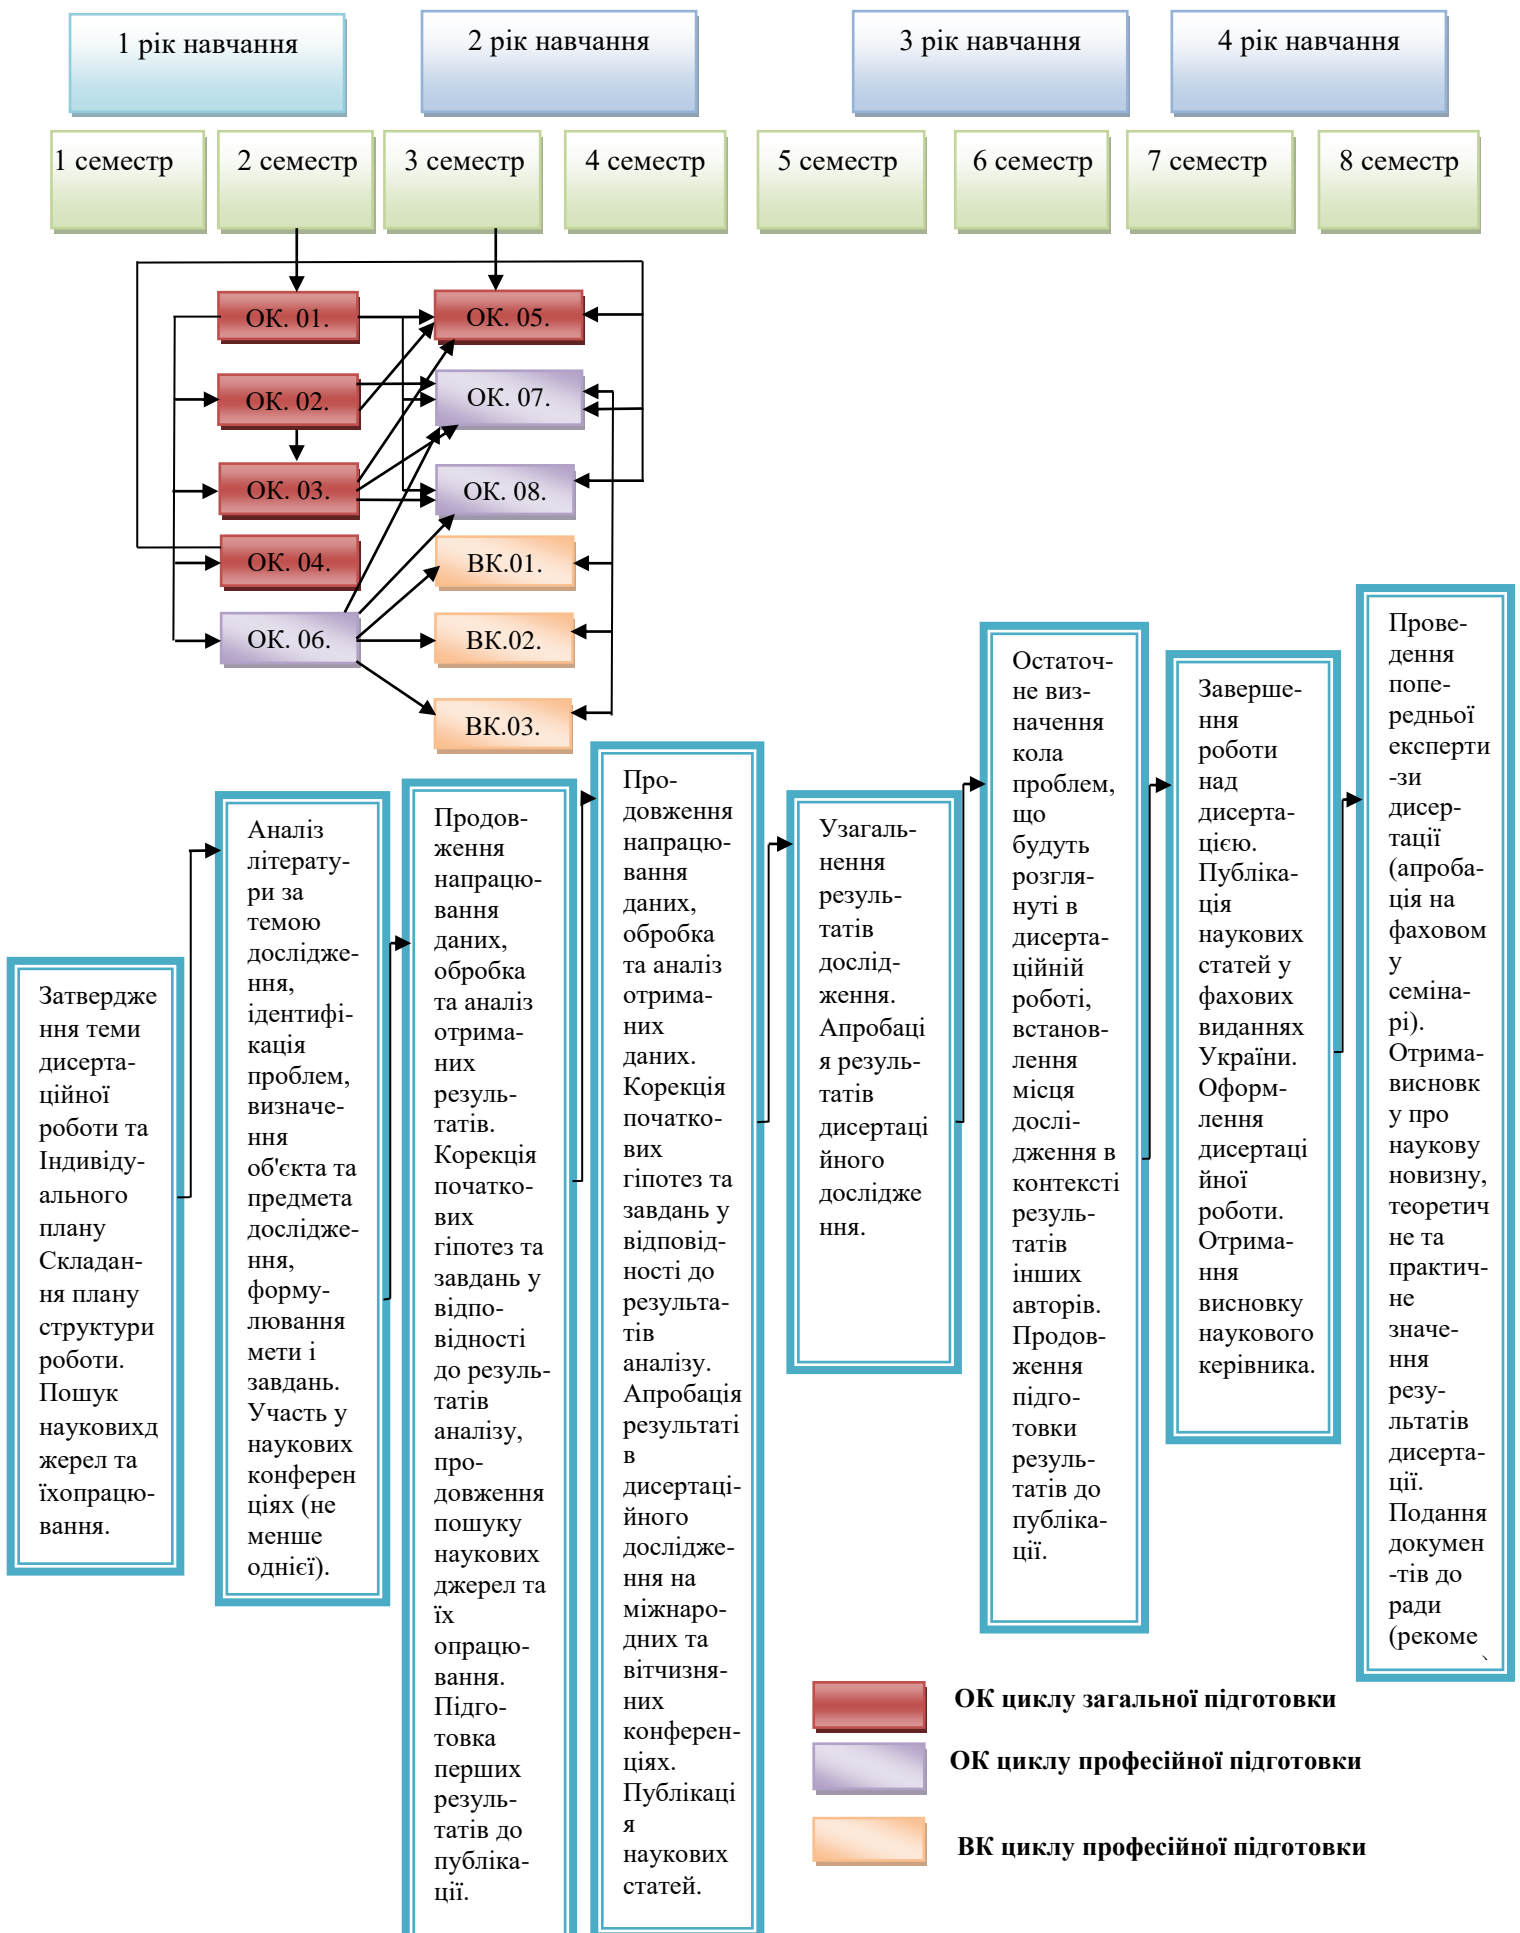 1 рік навчання
2 рік навчання
3 рік навчання
4 рік навчання
1 семестр
2 семестр
3 семестр
4 семестр
5 семестр
6 семестр
7 семестр
8 семестр
ОК. 01.
ОК. 02.
ОК. 03.
ОК. 04.
ОК. 06.
ОК. 05.
ОК. 07.
ОК. 08.
ВК.01.
ВК.02.
ВК.03.
Затвердже
ння теми
дисерта-
ційної
роботи та
Індивіду-
ального
плану
Складан-
ня плану
структури
роботи.
Пошук
науковихд
жерел та
їхопрацю-
вання.
Аналіз
літерату-
ри за
темою
дослідже-
ння,
ідентифі-
кація
проблем,
визначе-
ння
об'єкта та
предмета
дослідже-
ння,
форму-
лювання
мети і
завдань.
Участь у
наукових
конферен
ціях (не
менше
однієї).
Продов-
ження
напрацю-
вання
даних,
обробка
та аналіз
отрима-
них
резуль-
татів.
Корекція
початко-
вих
гіпотез та
завдань у
відпо-
відності
до резуль-
татів
аналізу,
про-
довження
пошуку
наукових
джерел та
їх
опрацю-
вання.
Підго-
товка
перших
резуль-
татів до
публіка-
ції.
Про-
довження
напрацю-
вання
даних,
обробка
та аналіз
отрима-
них
даних.
Корекція
початко-
вих
гіпотез та
завдань у
відповід-
ності до
результа-
тів
аналізу.
Апробація
результаті
в
дисертаці-
йного
дослідже-
ння на
міжнаро-
дних та
вітчизня-
них
конферен-
ціях.
Публікаці
я
наукових
статей.
Узагаль-
нення
резуль-
татів
дослід-
ження.
Апробаці
я резуль-
татів
дисертаці
йного
дослідже
ння.
Остаточ-
не виз-
начення
кола
проблем,
що
будуть
розгля-
нуті в
дисерта-
ційній
роботі,
встанов-
лення
місця
дослі-
дження в
контексті
резуль-
татів
інших
авторів.
Продов-
ження
підго-
товки
резуль-
татів до
публіка-
ції.
Заверше-
ння
роботи
над
дисерта-
цією.
Публіка-
ція
наукових
статей у
фахових
виданнях
України.
Оформ-
лення
дисертаці
йної
роботи.
Отрима-
ння
висновку
наукового
керівника.
Прове-
дення
попе-
редньої
експерти
-зи
дисер-
тації
(апроба-
ція на
фаховом
у
семіна-
рі).
Отрима-
висновк
у про
наукову
новизну,
теоретич
не та
практич-
не
значе-
ння
резу-
льтатів
дисерта-
ції.
Подання
докумен
-тів до
ради
(рекоме
ОК циклу загальної підготовки
ОК циклу професійної підготовки
ВК циклу професійної підготовки